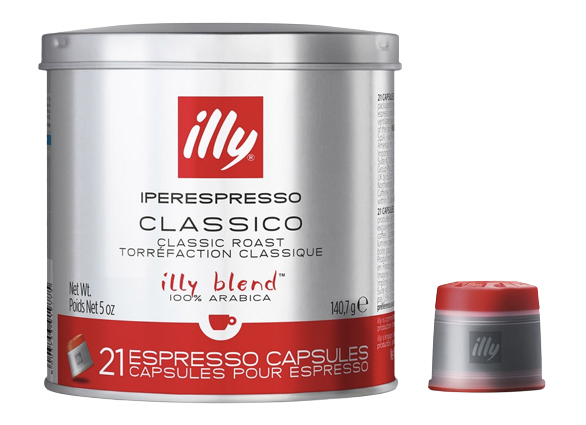 illy®
IPERESPRESSO
CLASSICO
CLASSIC ROAST
TORRÉFACTION CLASSIQUE
illy blend™
100% ARABICA
Net Wt.
Poids Net 5 oz
140,7g ℮
21 ESPRESSO CAPSULES
CAPSULES POUR ESPRESSO
illy